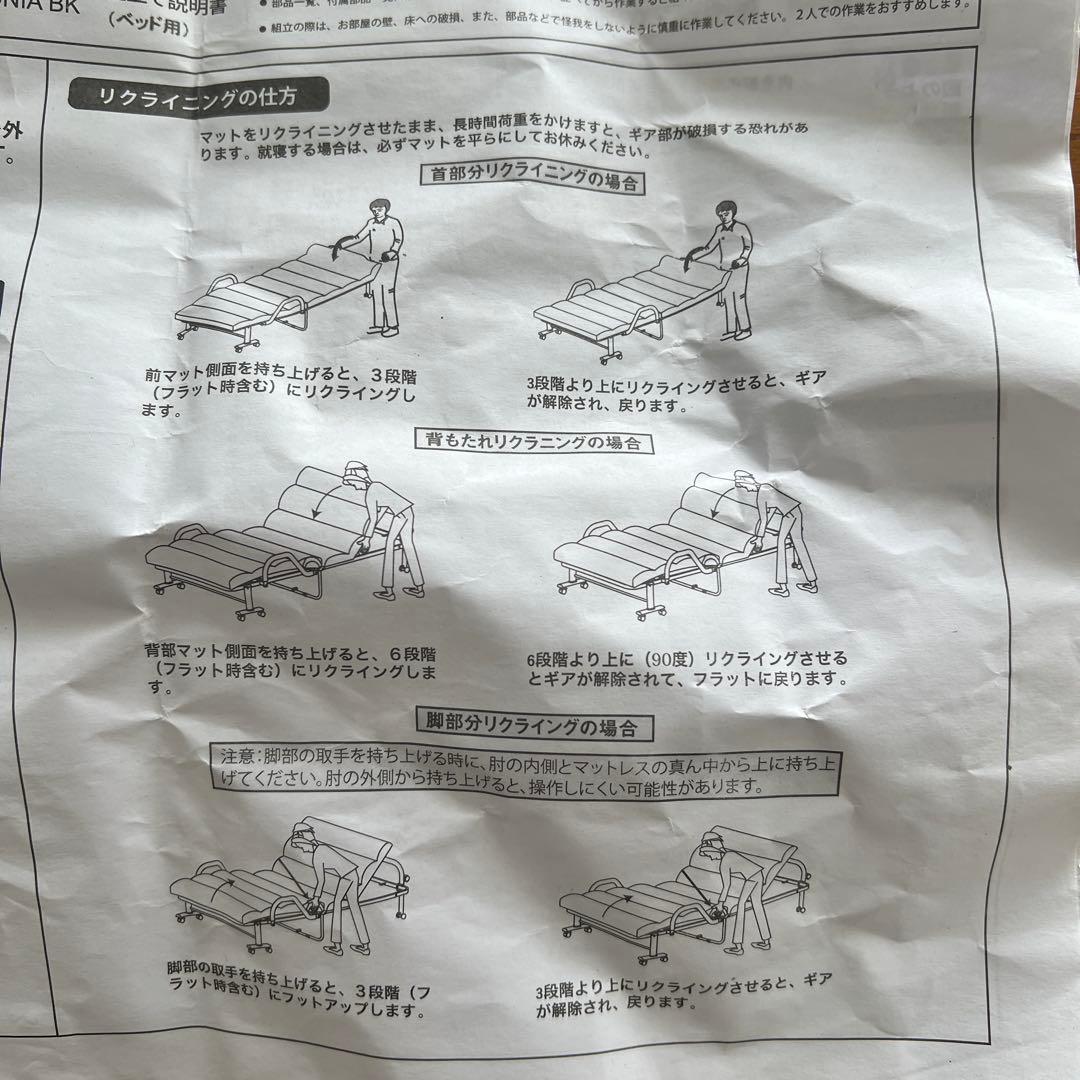 NIA BK
説明書
（ベッド用）
● 組立の際は、お部屋の壁、床への破損、また、部品などで怪我をしないように慎重に作業してください。2人での作業をおすすめします。
外
。
リクライニングの仕方
マットをリクライニングさせたまま、長時間荷重をかけますと、ギア部が破損する恐れがあ
ります。就寝する場合は、必ずマットを平らにしてお休みください。
首部分リクライニングの場合
前マット側面を持ち上げると、３段階
（フラット時含む）にリクライングし
ます。
3段階より上にリクライングさせると、ギア
が解除され、戻ります。
背もたれリクラニングの場合
背部マット側面を持ち上げると、６段階
（フラット時含む）にリクライングしま
す。
6段階より上に（90度）リクライングさせる
とギアが解除されて、フラットに戻ります。
脚部分リクライングの場合
注意：脚部の取手を持ち上げる時に、肘の内側とマットレスの真ん中から上に持ち上
げてください。肘の外側から持ち上げると、操作しにくい可能性があります。
脚部の取手を持ち上げると、３段階（フ
ラット時含む）にフットアップします。
3段階より上にリクライングさせると、ギア
が解除され、戻ります。